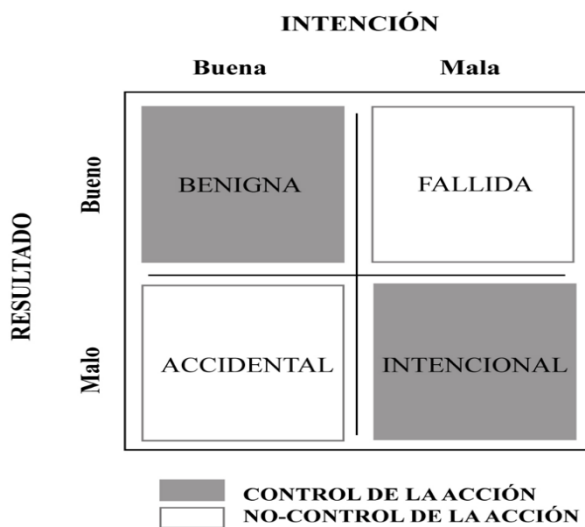 INTENCIÓN
Buena Mala
RESULTADO
Bueno
BENIGNA FALLIDA
Malo
ACCIDENTAL INTENCIONAL
CONTROL DE LA ACCIÓN
NO-CONTROL DE LA ACCIÓN